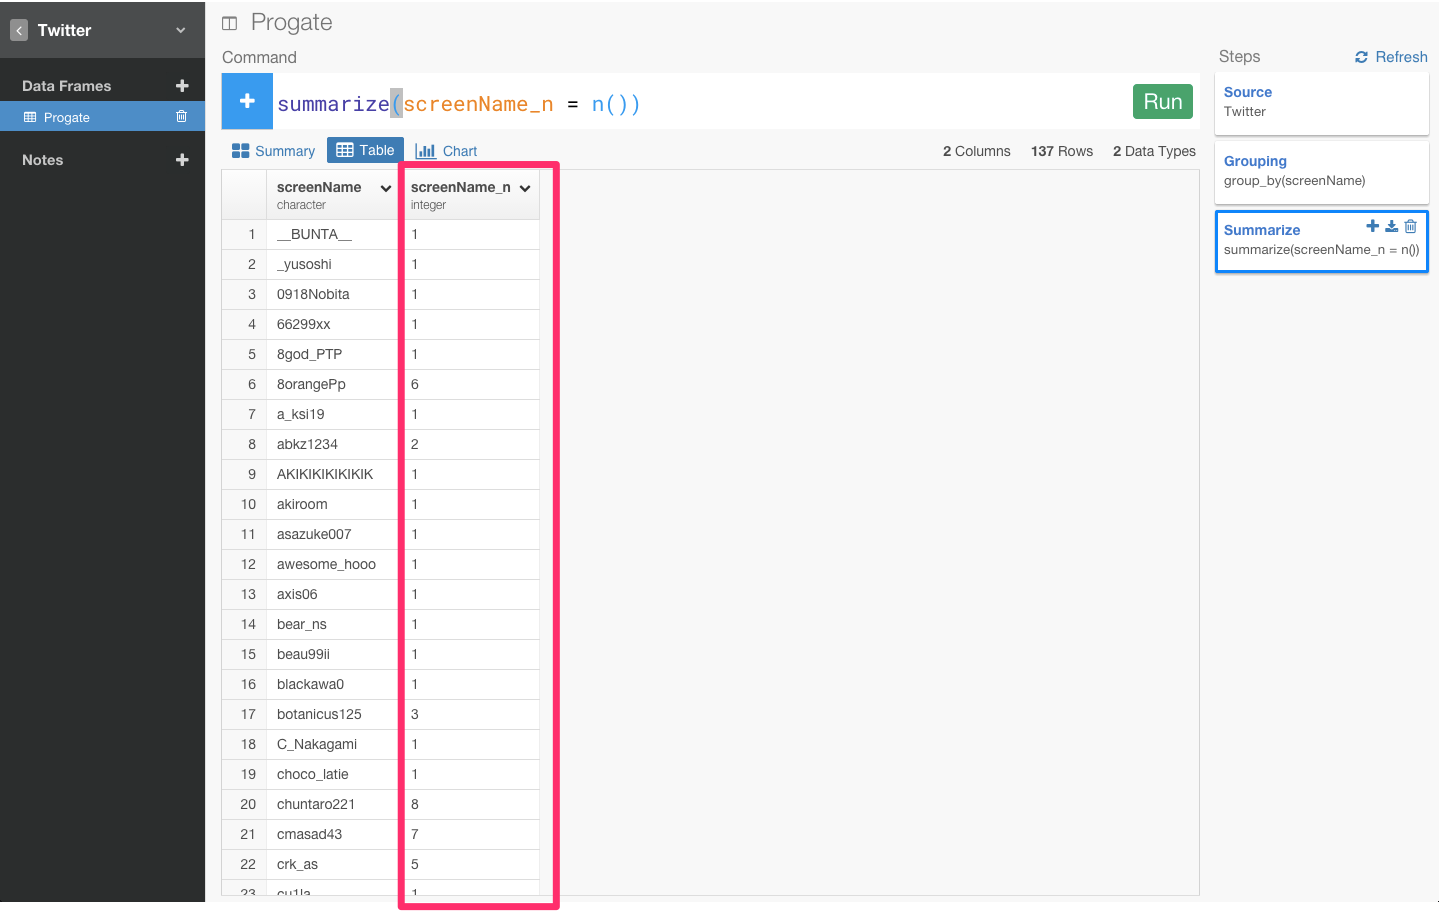 Twitter
Data Frames
Progate
Notes
Progate
Command
summarize(screenName_n = n())
Run
Summary Table Chart
2 Columns 137 Rows 2 Data Types
screenName screenName_n
character integer
1 __BUNTA__ 1
2 _yusoshi 1
3 0918Nobita 1
4 66299xx 1
5 8god_PTP 1
6 8orangePp 6
7 a_ksi19 1
8 abkz1234 2
9 AKIKIKIKIKIKIK 1
10 akiroom 1
11 asazuke007 1
12 awesome_hooo 1
13 axis06 1
14 bear_ns 1
15 beau99ii 1
16 blackawa0 1
17 botanicus125 3
18 C_Nakagami 1
19 choco_latie 1
20 chuntaro221 8
21 cmasad43 7
22 crk_as 5
23 cu1la 1
Steps Refresh
Source
Twitter
Grouping
group_by(screenName)
Summarize
summarize(screenName_n = n())